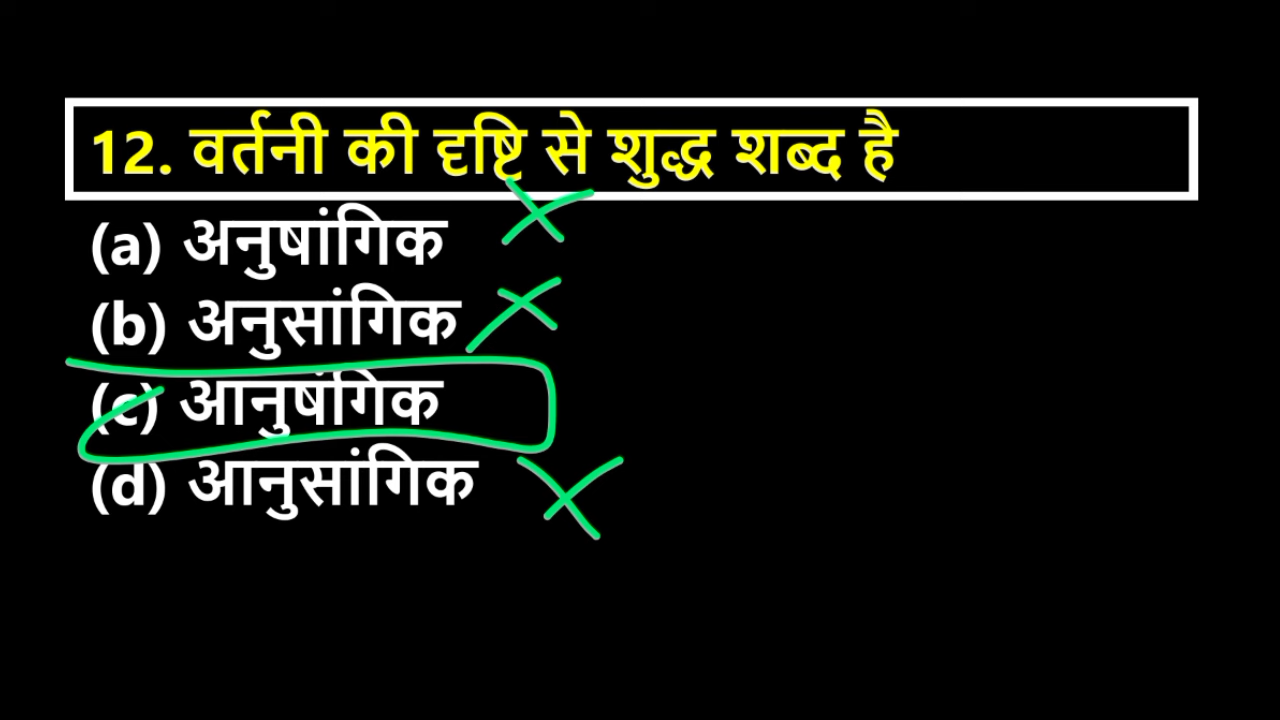 12. वर्तनी की दृष्टि से शुद्ध शब्द है
(a) अनुषांगिक
(b) अनुसांगिक
(c) आनुषंगिक
(d) आनुसांगिक